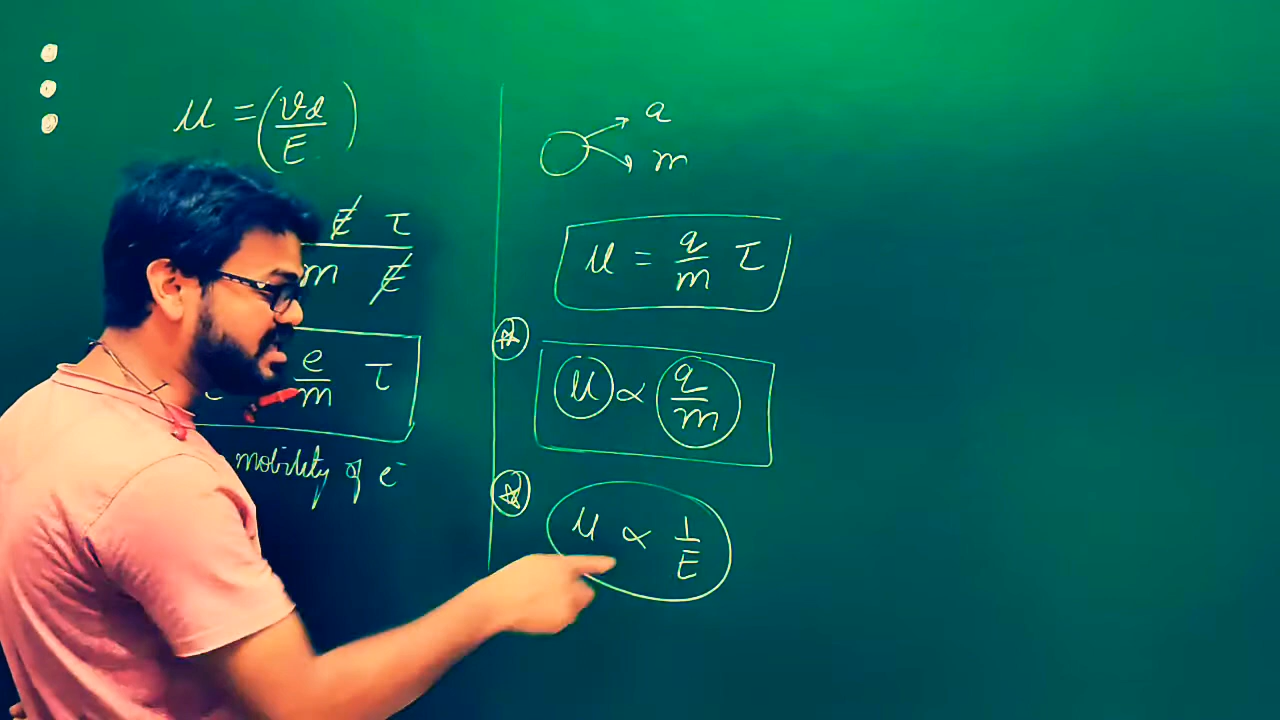 μ = (vd/E)
E τ
m E
e/m τ
mobility of e⁻
q
m
μ = q/m τ
μ ∝ q/m
μ ∝ 1/E